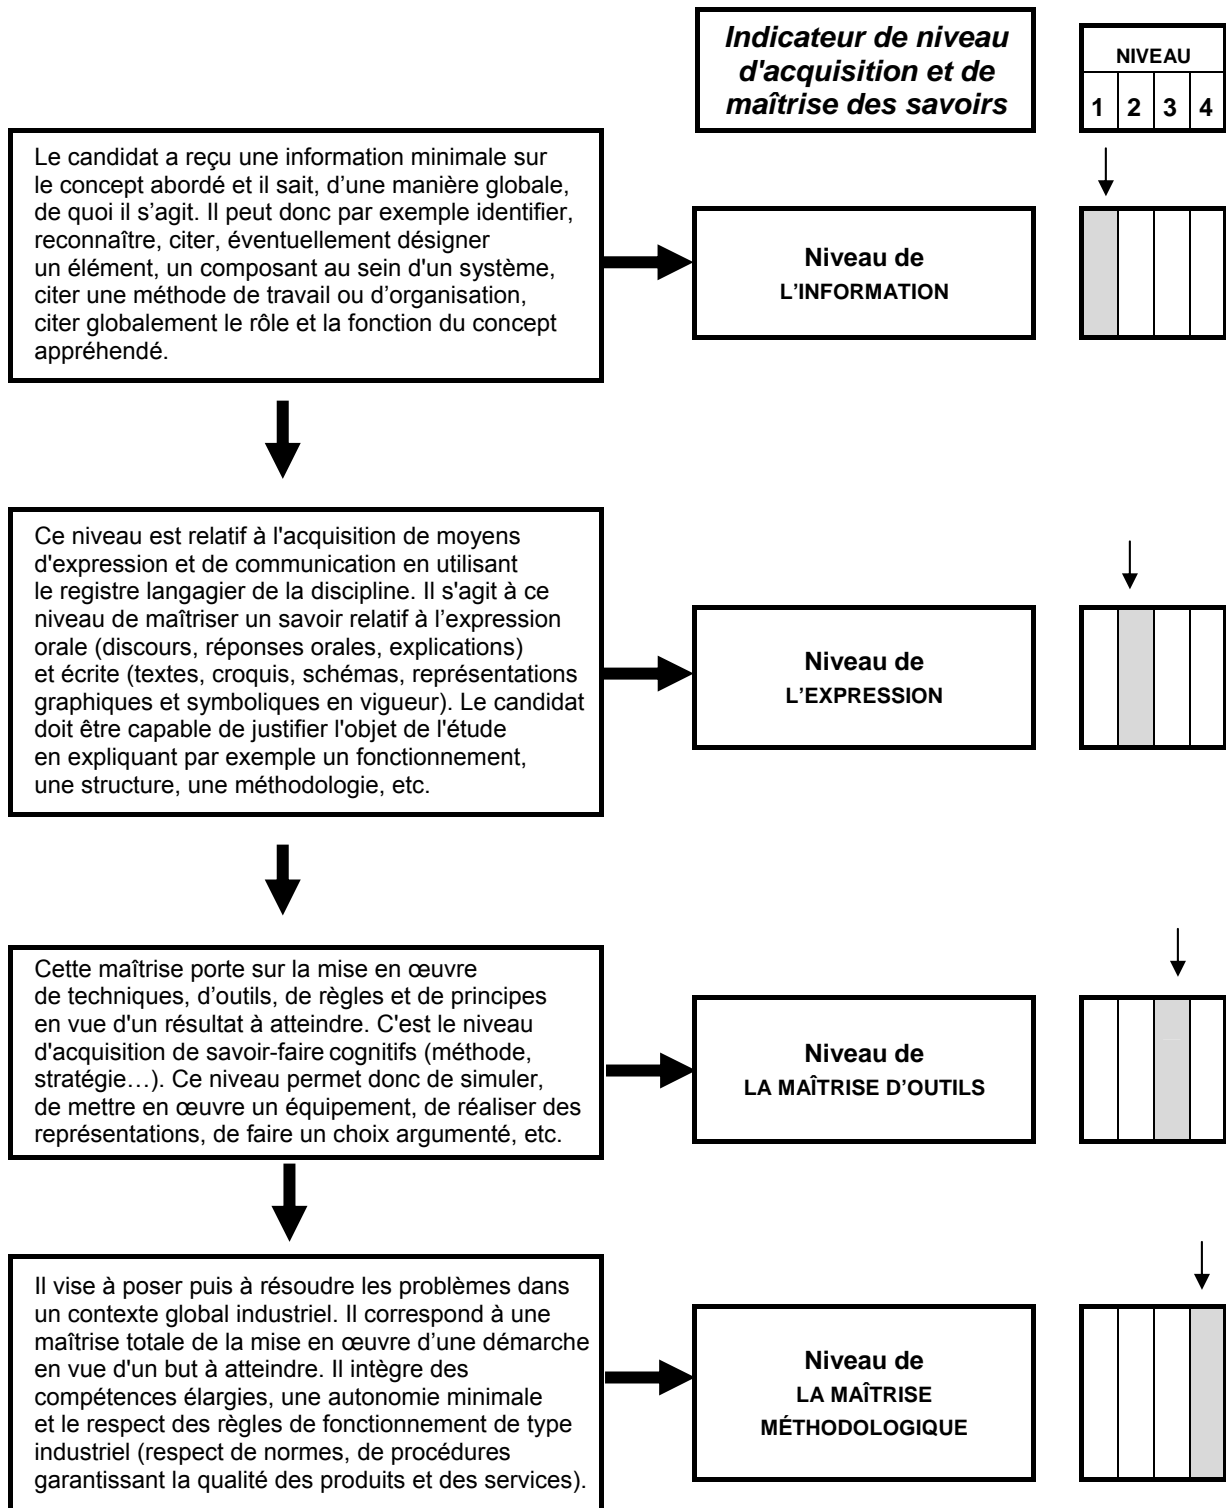 Indicateur de niveau
d'acquisition et de
maîtrise des savoirs
NIVEAU
1 2 3 4
Le candidat a reçu une information minimale sur
le concept abordé et il sait, d’une manière globale,
de quoi il s’agit. Il peut donc par exemple identifier,
reconnaître, citer, éventuellement désigner
un élément, un composant au sein d'un système,
citer une méthode de travail ou d’organisation,
citer globalement le rôle et la fonction du concept
appréhendé.
Niveau de
L’INFORMATION
Ce niveau est relatif à l'acquisition de moyens
d'expression et de communication en utilisant
le registre langagier de la discipline. Il s'agit à ce
niveau de maîtriser un savoir relatif à l’expression
orale (discours, réponses orales, explications)
et écrite (textes, croquis, schémas, représentations
graphiques et symboliques en vigueur). Le candidat
doit être capable de justifier l'objet de l'étude
en expliquant par exemple un fonctionnement,
une structure, une méthodologie, etc.
Niveau de
L’EXPRESSION
Cette maîtrise porte sur la mise en œuvre
de techniques, d’outils, de règles et de principes
en vue d'un résultat à atteindre. C'est le niveau
d'acquisition de savoir-faire cognitifs (méthode,
stratégie…). Ce niveau permet donc de simuler,
de mettre en œuvre un équipement, de réaliser des
représentations, de faire un choix argumenté, etc.
Niveau de
LA MAÎTRISE D’OUTILS
Il vise à poser puis à résoudre les problèmes dans
un contexte global industriel. Il correspond à une
maîtrise totale de la mise en œuvre d’une démarche
en vue d'un but à atteindre. Il intègre des
compétences élargies, une autonomie minimale
et le respect des règles de fonctionnement de type
industriel (respect de normes, de procédures
garantissant la qualité des produits et des services).
Niveau de
LA MAÎTRISE
MÉTHODOLOGIQUE